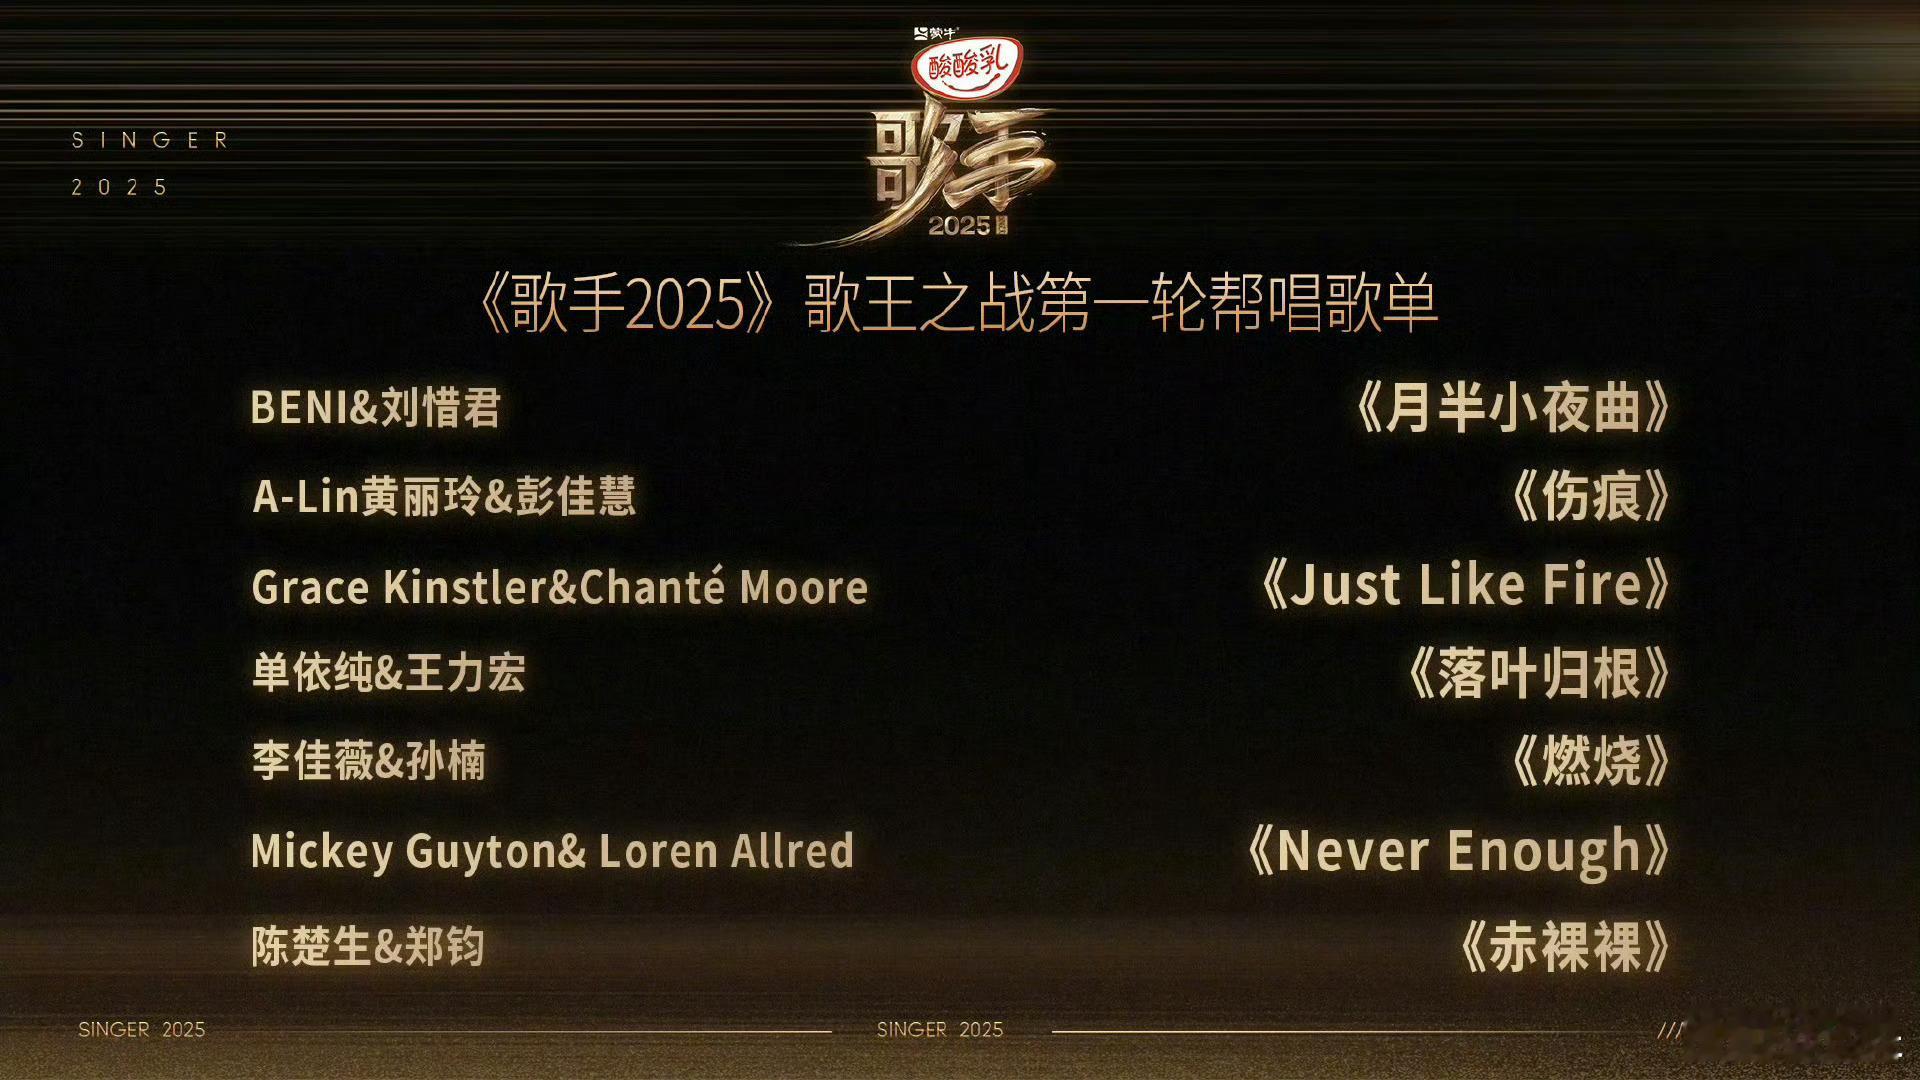 蒙牛
酸酸乳
歌手
2025
SINGER
2025
《歌手2025》歌王之战第一轮帮唱歌单
BENI&刘惜君 《月半小夜曲》
A-Lin黄丽玲&彭佳慧 《伤痕》
Grace Kinstler&Chanté Moore 《Just Like Fire》
单依纯&王力宏 《落叶归根》
李佳薇&孙楠 《燃烧》
Mickey Guyton& Loren Allred 《Never Enough》
陈楚生&郑钧 《赤裸裸》
SINGER 2025 SINGER 2025 ///